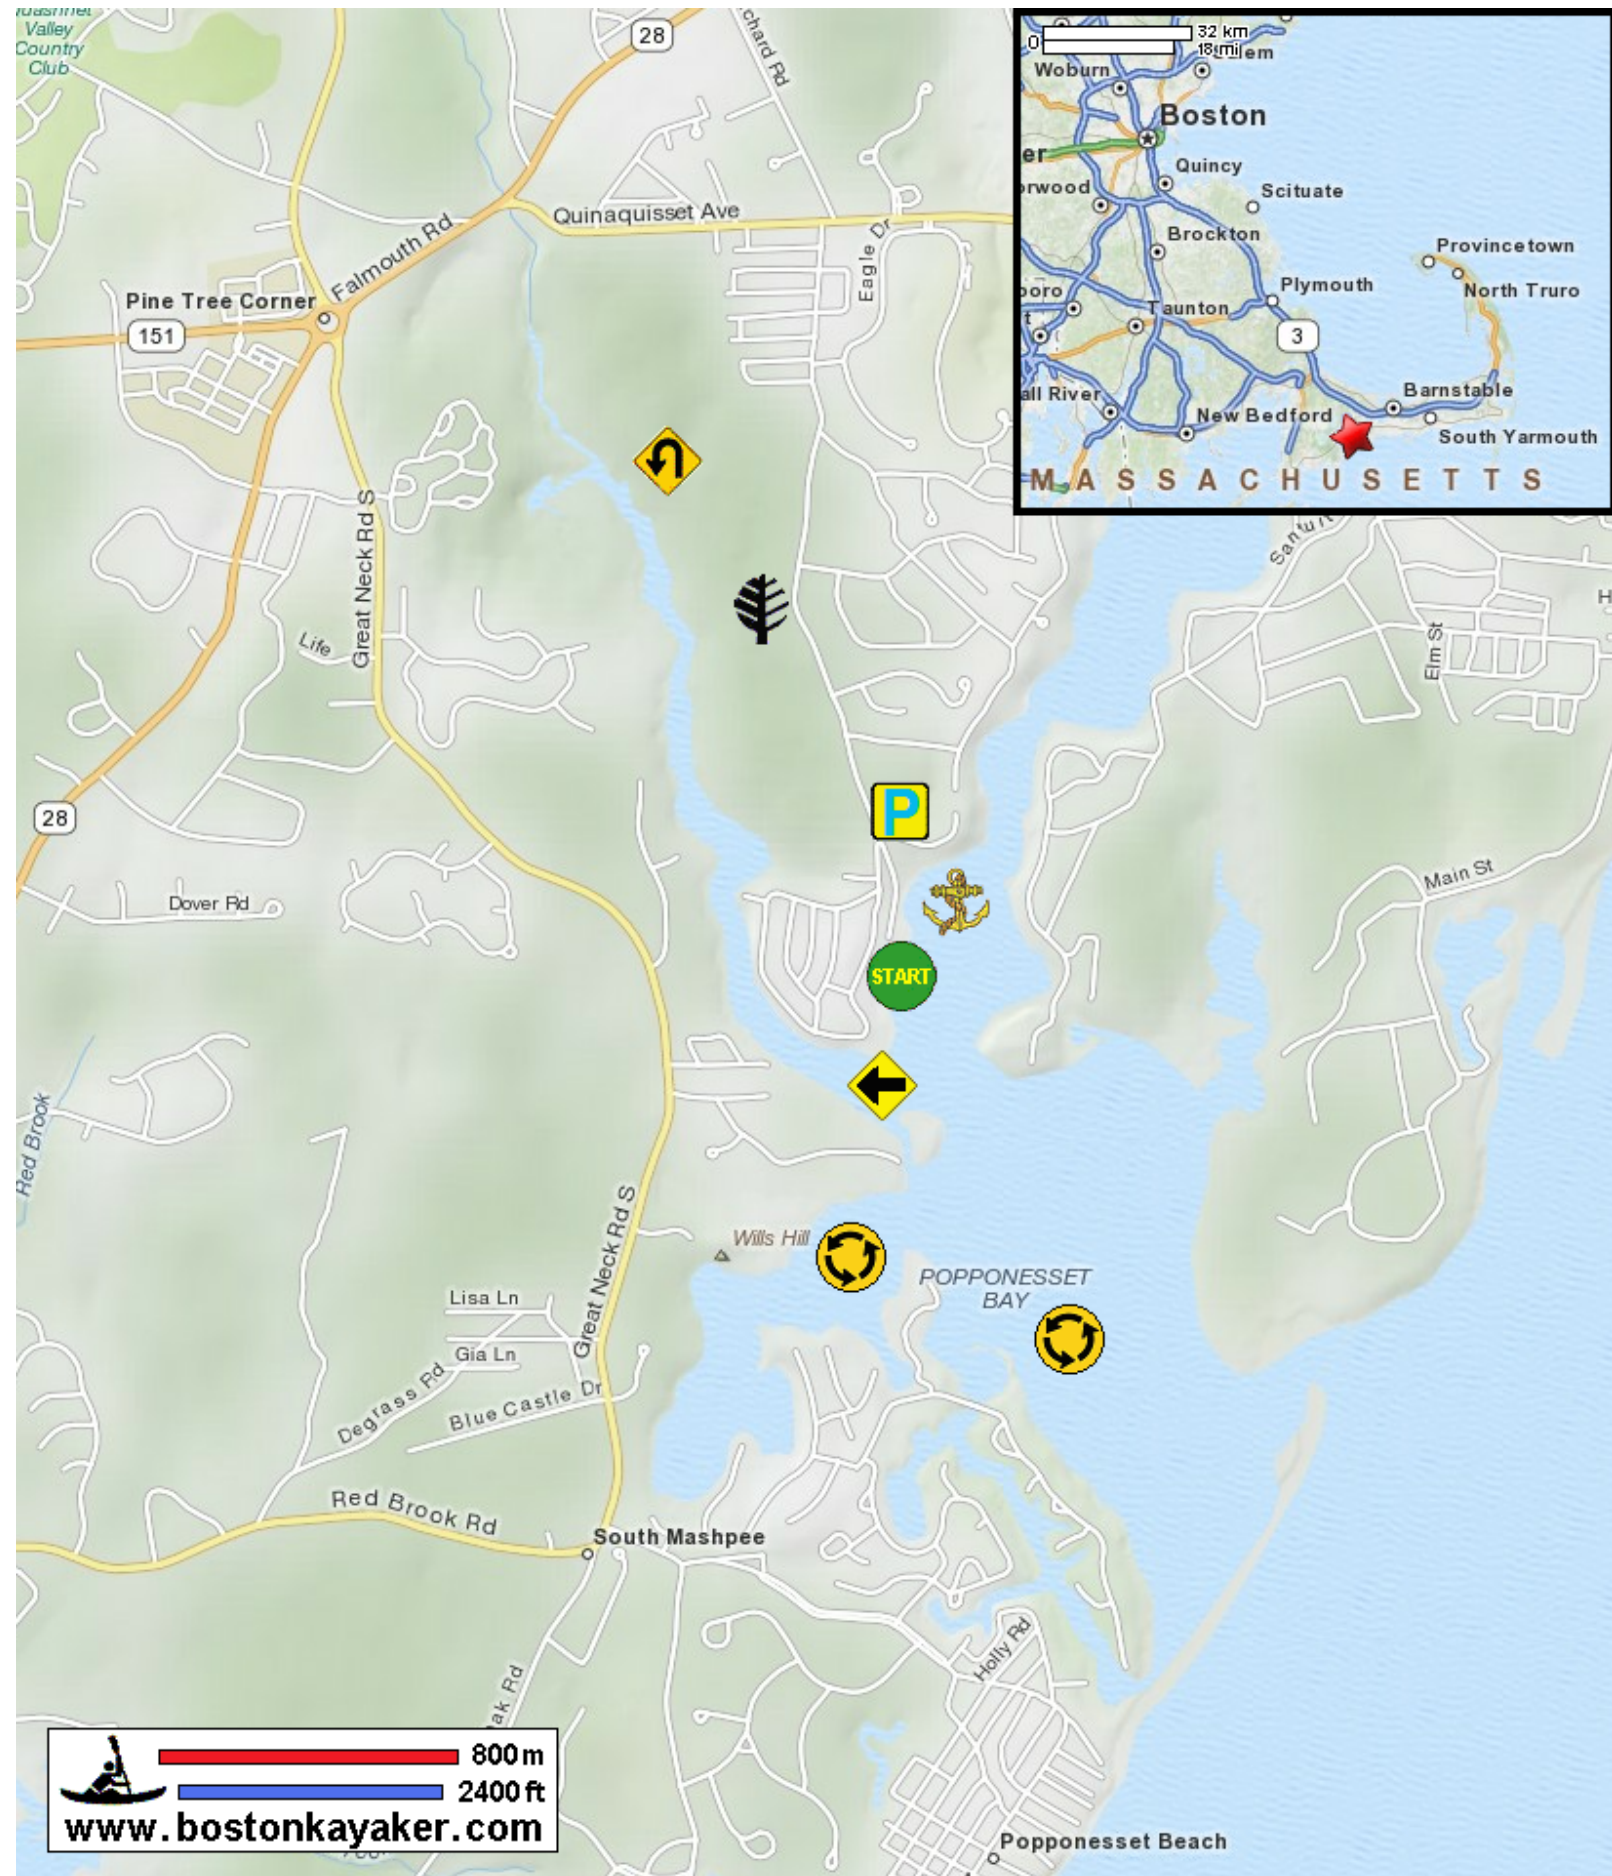 Valley
Country
Club
28
Quinaquisset Ave
Eagle Dr
Falmouth Rd
Pine Tree Corner
151
Great Neck Rd S
Life
28
Dover Rd
P
START
Red Brook
Wills Hill
POPPONESSET
BAY
Great Neck Rd S
Lisa Ln
Gia Ln
Degrass Rd
Blue Castle Dr
Red Brook Rd
South Mashpee
Holly Rd
Popponesset Beach
Elm St
Main St
0
32 km
18 mi
Woburn
Boston
Quincy
Scituate
Brockton
Provincetown
North Truro
Plymouth
Taunton
3
Barnstable
New Bedford
South Yarmouth
MASSACHUSETTS
800 m
2400 ft
www.bostonkayaker.com